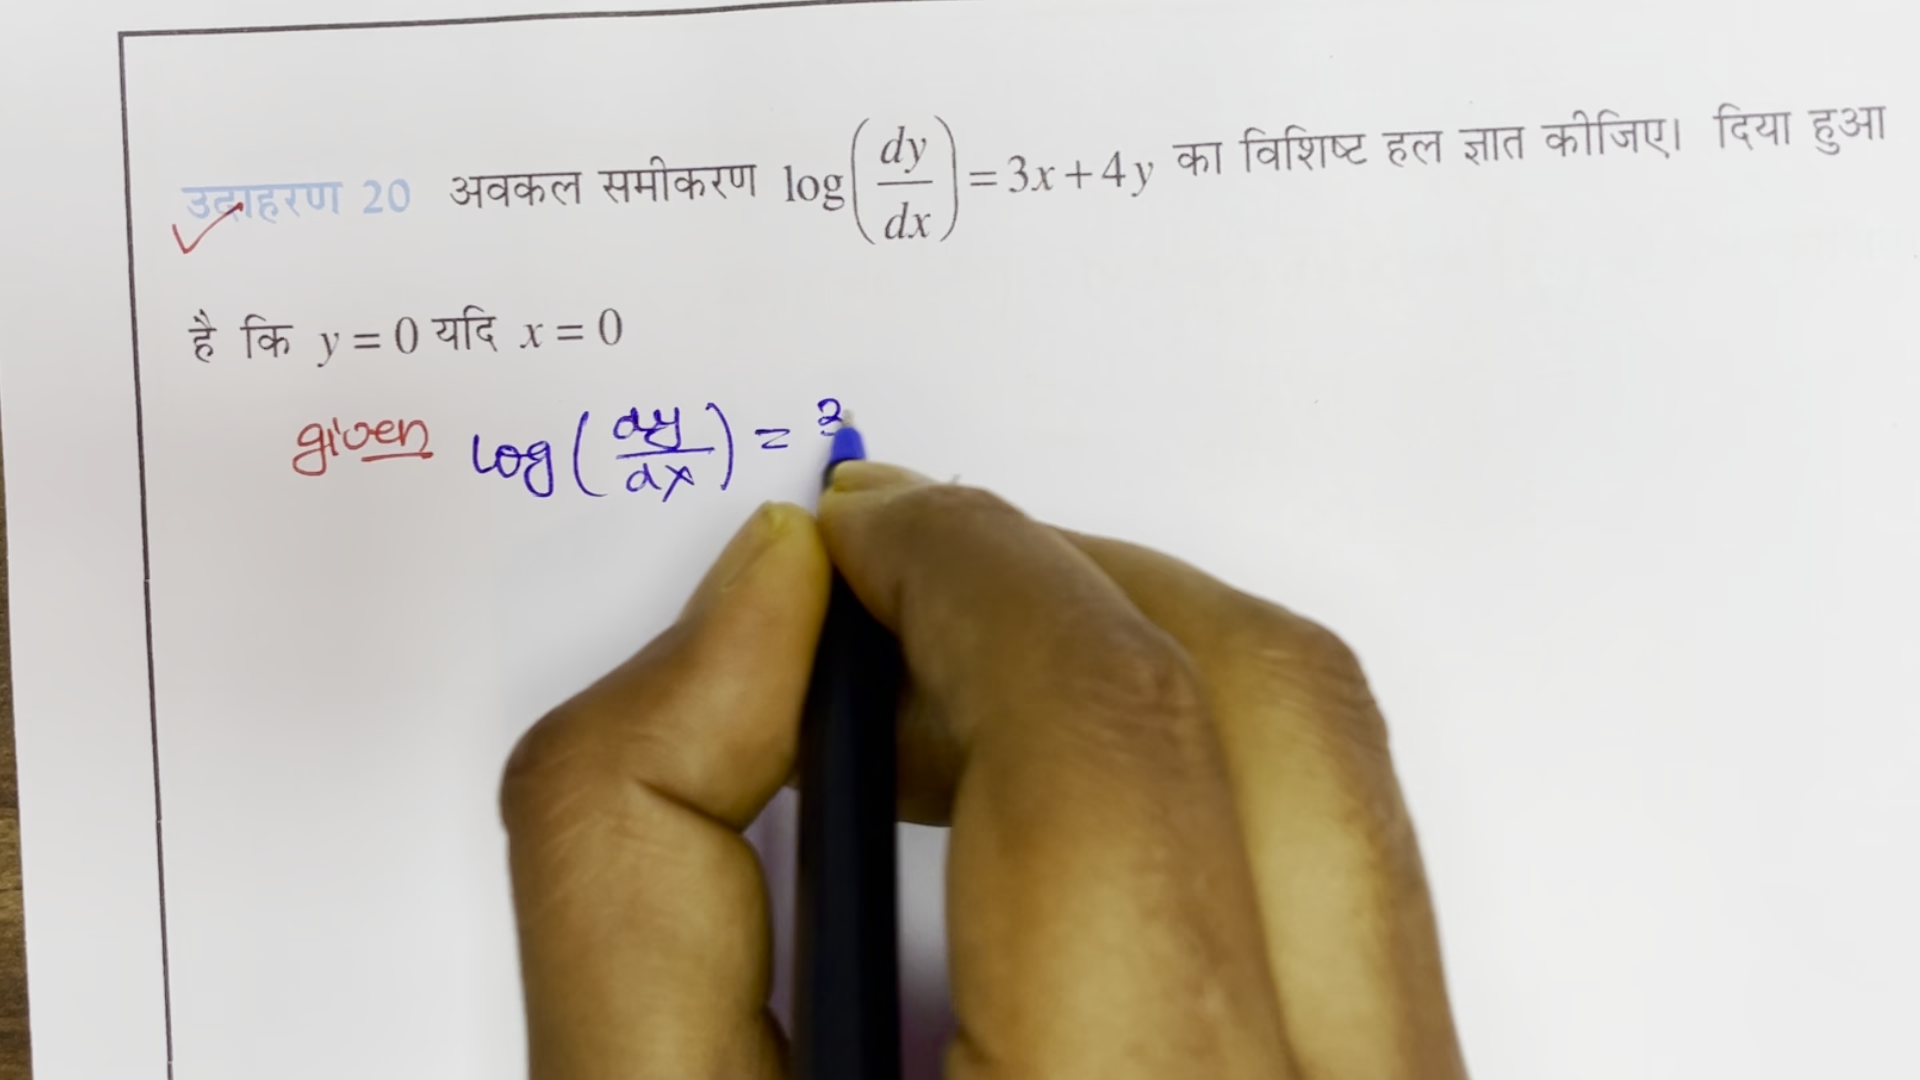 उदाहरण 20 अवकल समीकरण log(dy/dx) = 3x + 4y का विशिष्ट हल ज्ञात कीजिए। दिया हुआ
है कि y = 0 यदि x = 0
given log(dy/dx) = 3